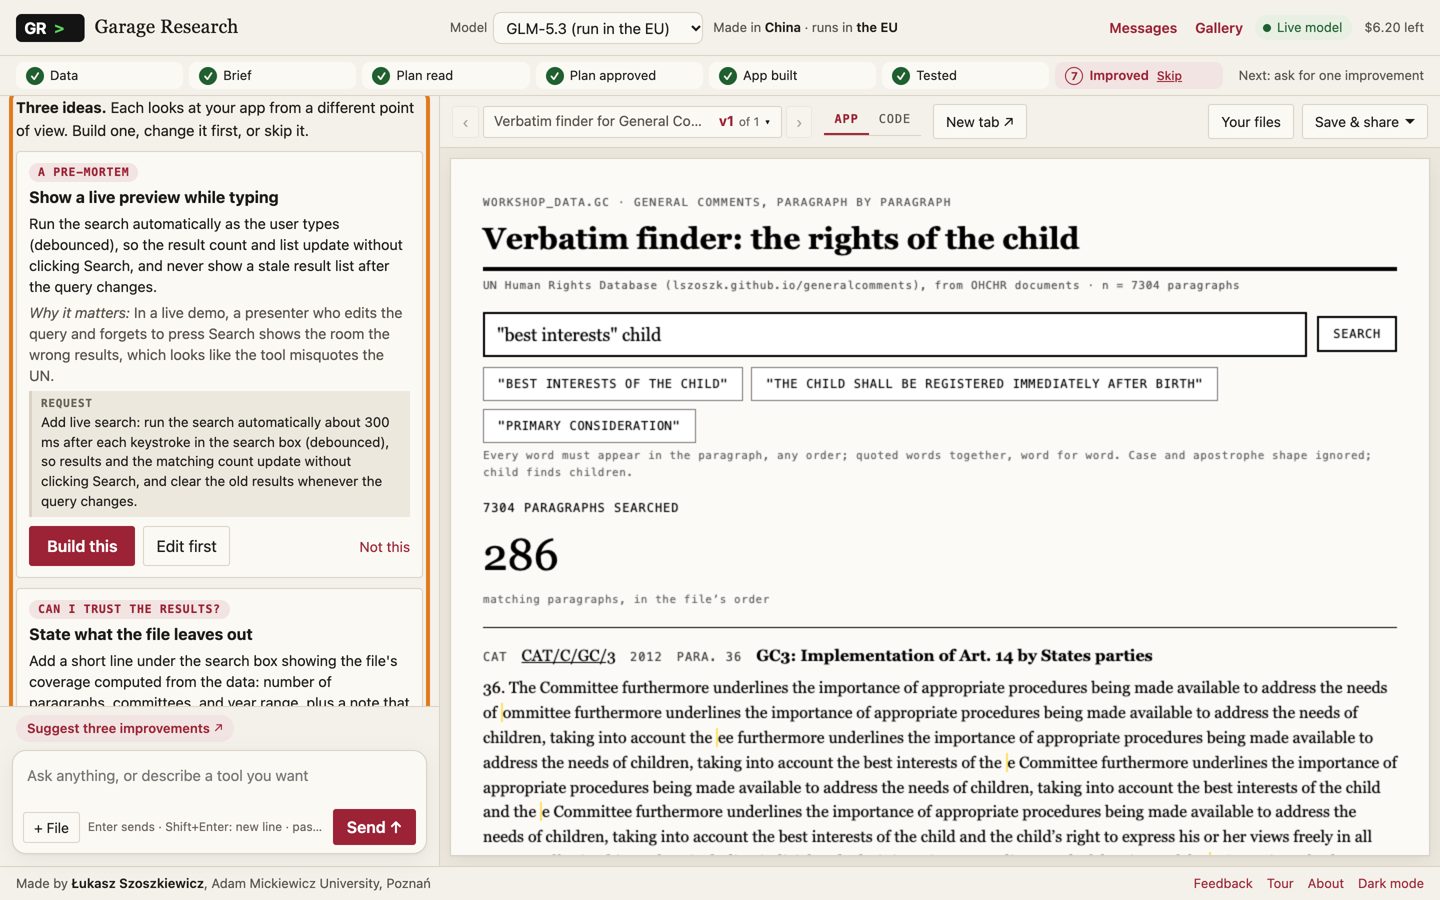 GR >
Garage Research
Model
GLM-5.3 (run in the EU)
Made in China · runs in the EU
Messages
Gallery
Live model
$6.20 left
Data
Brief
Plan read
Plan approved
App built
Tested
7 Improved Skip
Next: ask for one improvement
Three ideas. Each looks at your app from a different point
of view. Build one, change it first, or skip it.
A PRE-MORTEM
Show a live preview while typing
Run the search automatically as the user types
(debounced), so the result count and list update without
clicking Search, and never show a stale result list after
the query changes.
Why it matters: In a live demo, a presenter who edits the
query and forgets to press Search shows the room the
wrong results, which looks like the tool misquotes the
UN.
REQUEST
Add live search: run the search automatically about 300
ms after each keystroke in the search box (debounced),
so results and the matching count update without
clicking Search, and clear the old results whenever the
query changes.
Build this
Edit first
Not this
CAN I TRUST THE RESULTS?
State what the file leaves out
Add a short line under the search box showing the file's
coverage computed from the data: number of
paragraphs, committees, and year range, plus a note that
Suggest three improvements ↗
Ask anything, or describe a tool you want
+ File
Enter sends · Shift+Enter: new line · pas...
Send ↑
‹
Verbatim finder for General Co... v1 of 1 ▾
›
APP
CODE
New tab ↗
Your files
Save & share
WORKSHOP_DATA.GC · GENERAL COMMENTS, PARAGRAPH BY PARAGRAPH
Verbatim finder: the rights of the child
UN Human Rights Database (lszoszk.github.io/generalcomments), from OHCHR documents · n = 7304 paragraphs
"best interests" child
SEARCH
"BEST INTERESTS OF THE CHILD"
"THE CHILD SHALL BE REGISTERED IMMEDIATELY AFTER BIRTH"
"PRIMARY CONSIDERATION"
Every word must appear in the paragraph, any order; quoted words together, word for word. Case and apostrophe shape ignored;
child finds children.
7304 PARAGRAPHS SEARCHED
286
matching paragraphs, in the file's order
CAT CAT/C/GC/3 2012 PARA. 36 GC3: Implementation of Art. 14 by States parties
36. The Committee furthermore underlines the importance of appropriate procedures being made available to address the needs
of ommittee furthermore underlines the importance of appropriate procedures being made available to address the needs of
children, taking into account the ee furthermore underlines the importance of appropriate procedures being made available to
address the needs of children, taking into account the best interests of the e Committee furthermore underlines the importance of
appropriate procedures being made available to address the needs of children, taking into account the best interests of the child
and the e Committee furthermore underlines the importance of appropriate procedures being made available to address the
needs of children, taking into account the best interests of the child and the child's right to express his or her views freely in all
Made by Łukasz Szoszkiewicz, Adam Mickiewicz University, Poznań
Feedback
Tour
About
Dark mode